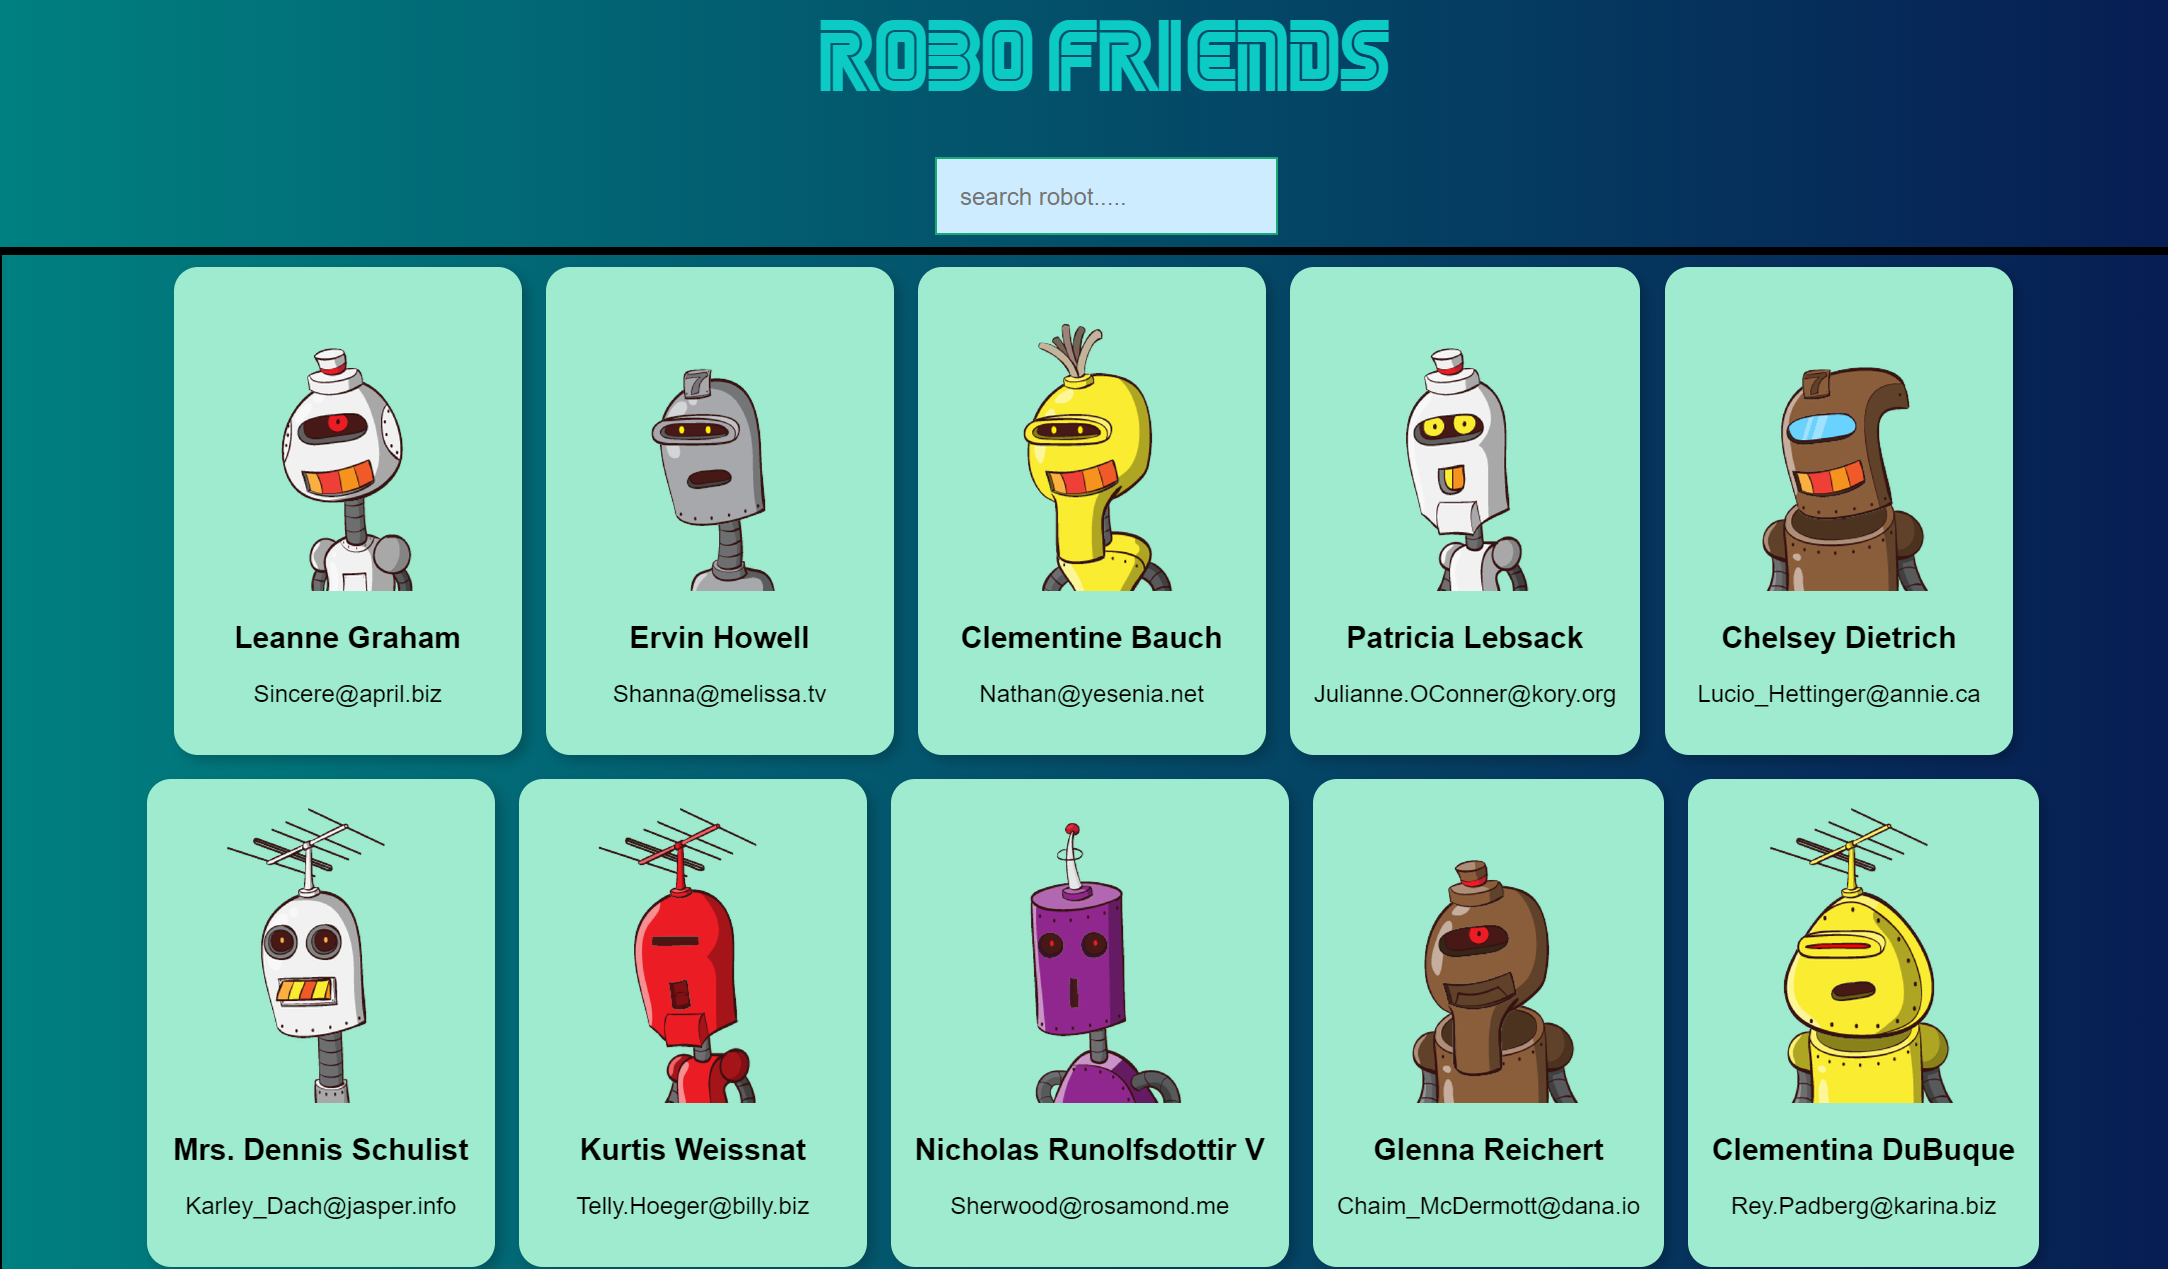 ROBO FRIENDS
search robot.....
7
7
Leanne Graham
Ervin Howell
Clementine Bauch
Patricia Lebsack
Chelsey Dietrich
Sincere@april.biz
Shanna@melissa.tv
Nathan@yesenia.net
Julianne.OConner@kory.org
Lucio_Hettinger@annie.ca
Mrs. Dennis Schulist
Kurtis Weissnat
Nicholas Runolfsdottir V
Glenna Reichert
Clementina DuBuque
Karley_Dach@jasper.info
Telly.Hoeger@billy.biz
Sherwood@rosamond.me
Chaim_McDermott@dana.io
Rey.Padberg@karina.biz